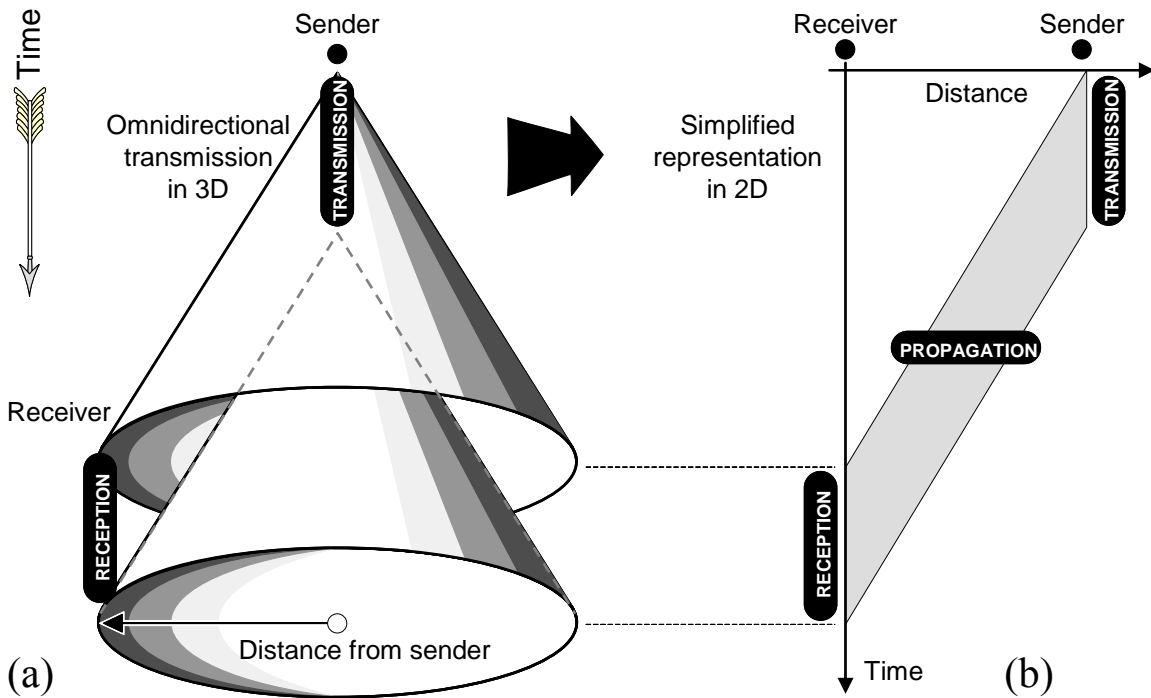 Time
Sender
TRANSMISSION
Omnidirectional
transmission
in 3D
Receiver
RECEPTION
Distance from sender
(a)
Simplified
representation
in 2D
Receiver
Sender
Distance
TRANSMISSION
PROPAGATION
RECEPTION
Time
(b)